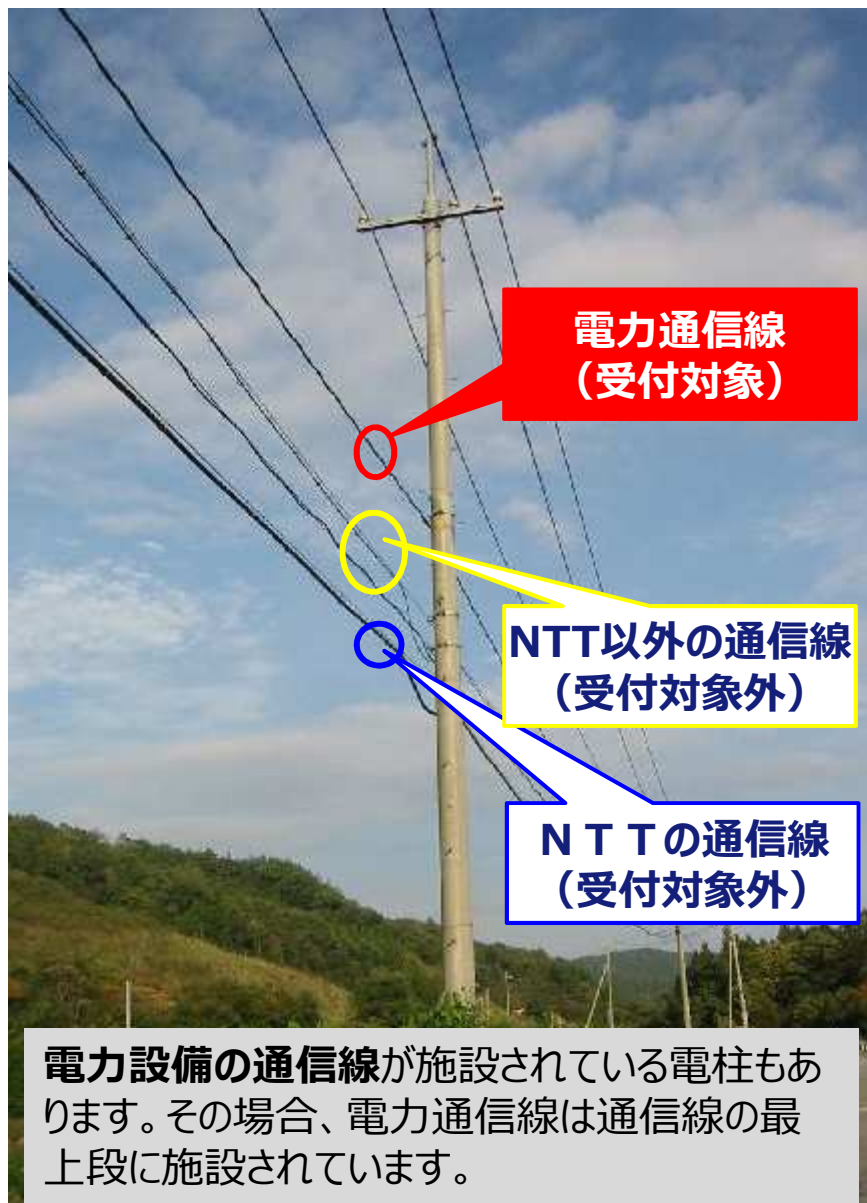 電力通信線
（受付対象）
NTT以外の通信線
（受付対象外）
ＮＴＴの通信線
（受付対象外）
電力設備の通信線が施設されている電柱もあ
ります。その場合、電力通信線は通信線の最
上段に施設されています。